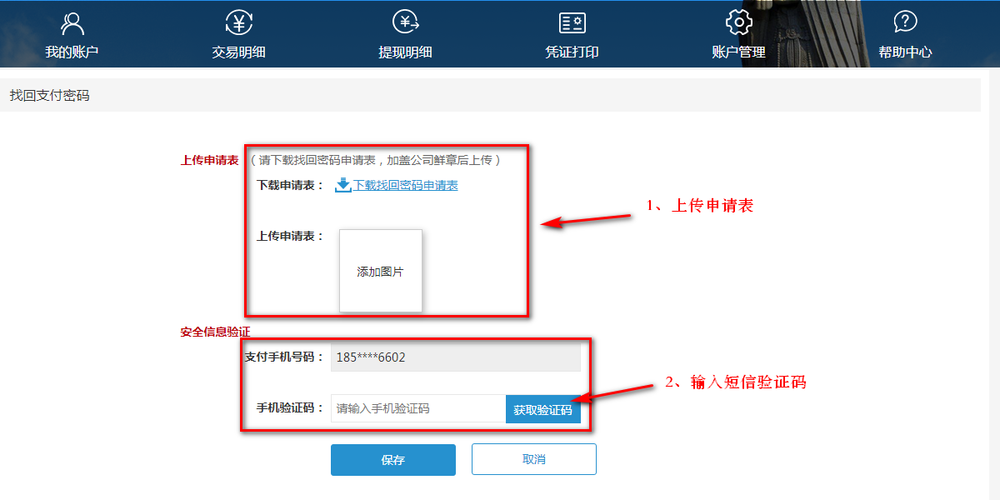 我的账户 交易明细 提现明细 凭证打印 账户管理 帮助中心
找回支付密码
上传申请表 （请下载找回密码申请表，加盖公司鲜章后上传）
下载申请表： 下载找回密码申请表
1、上传申请表
上传申请表：
添加图片
安全信息验证
支付手机号码： 185****6602
2、输入短信验证码
手机验证码： 请输入手机验证码 获取验证码
保存 取消